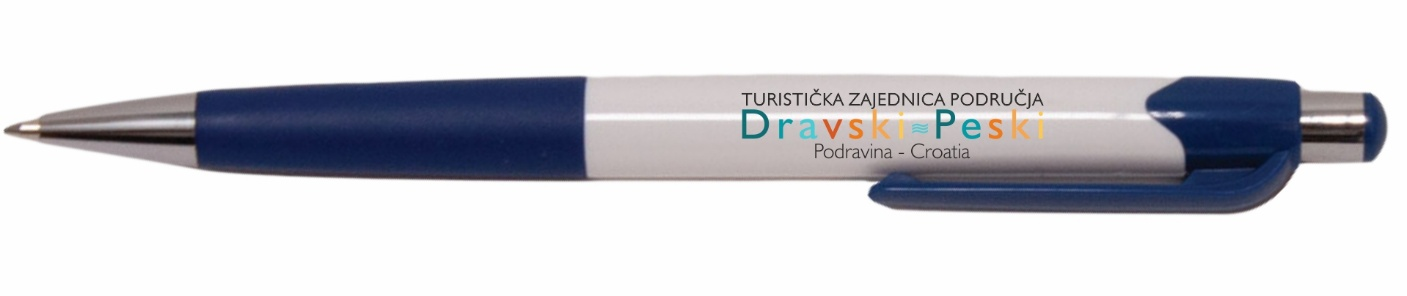 TURISTIČKA ZAJEDNICA PODRUČJA
Dravski≈Peski
Podravina - Croatia